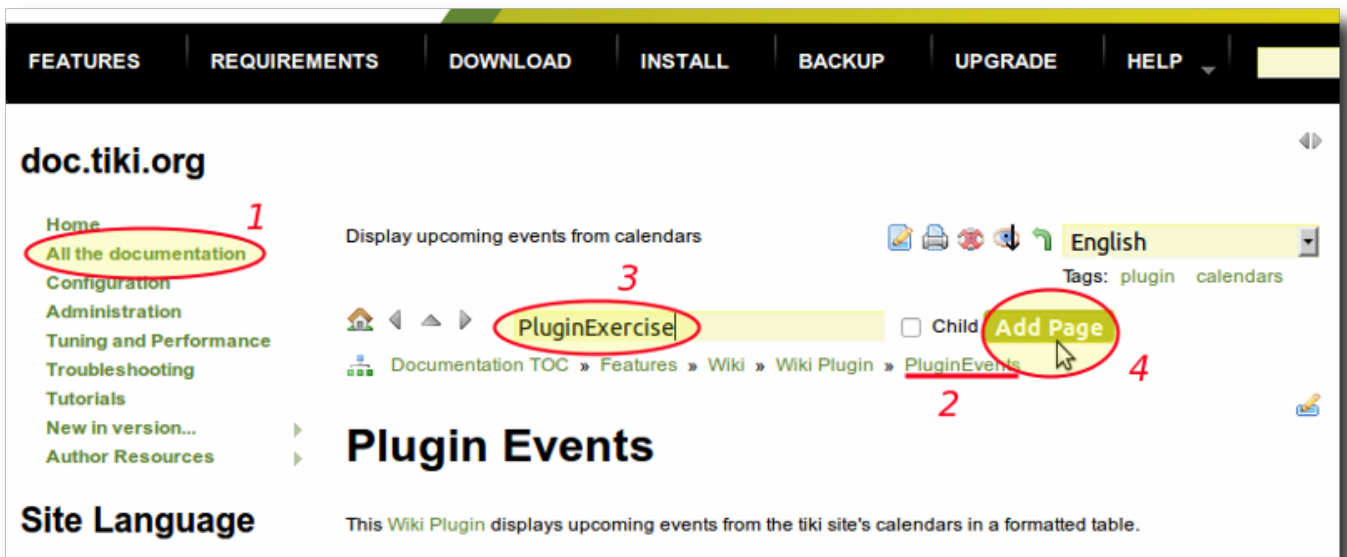 FEATURES REQUIREMENTS DOWNLOAD INSTALL BACKUP UPGRADE HELP
doc.tiki.org
Home 1
All the documentation
Configuration
Administration
Tuning and Performance
Troubleshooting
Tutorials
New in version...
Author Resources
Site Language
Display upcoming events from calendars English
Tags: plugin calendars
3
PluginExercise Child Add Page
Documentation TOC » Features » Wiki » Wiki Plugin » PluginEvents 4
2
Plugin Events
This Wiki Plugin displays upcoming events from the tiki site's calendars in a formatted table.